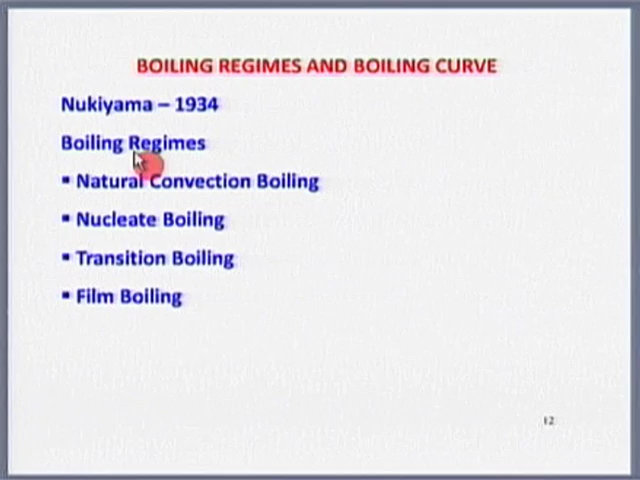 BOILING REGIMES AND BOILING CURVE
Nukiyama – 1934
Boiling Regimes
▪ Natural Convection Boiling
▪ Nucleate Boiling
▪ Transition Boiling
▪ Film Boiling
12